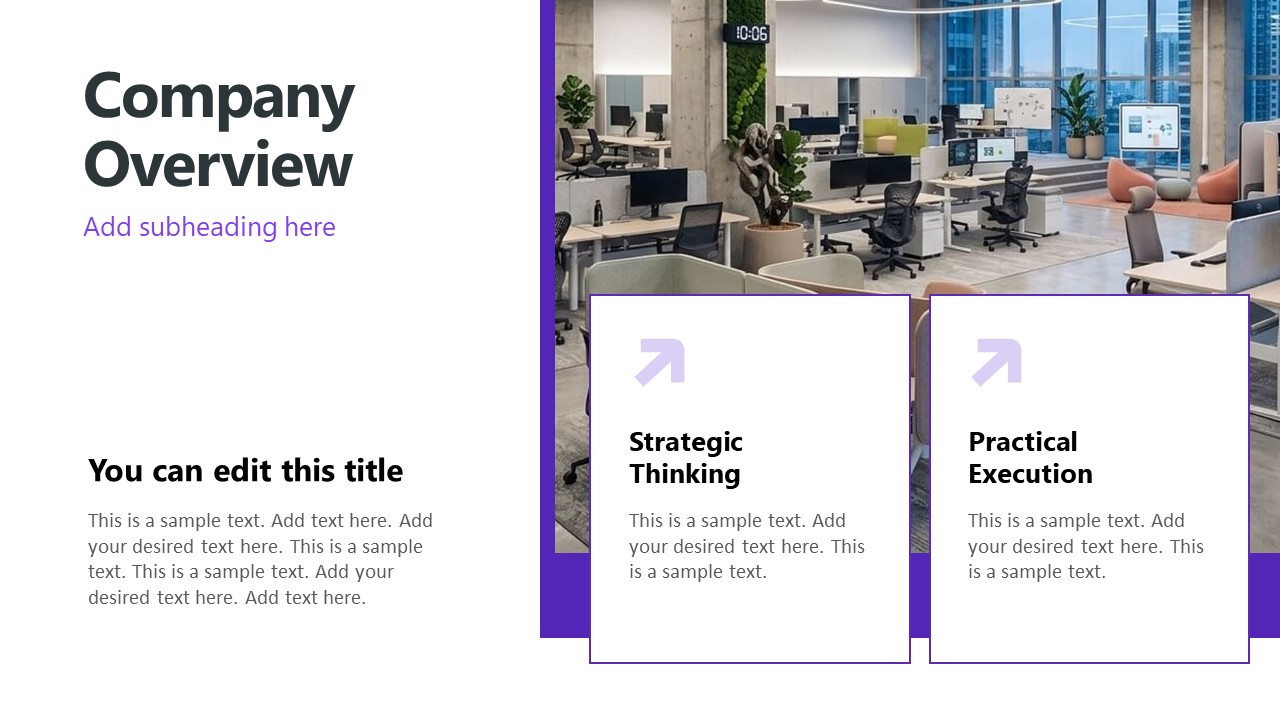 10:06
Company
Overview
Add subheading here
You can edit this title
This is a sample text. Add text here. Add
your desired text here. This is a sample
text. This is a sample text. Add your
desired text here. Add text here.
Strategic
Thinking
This is a sample text. Add
your desired text here. This
is a sample text.
Practical
Execution
This is a sample text. Add
your desired text here. This
is a sample text.